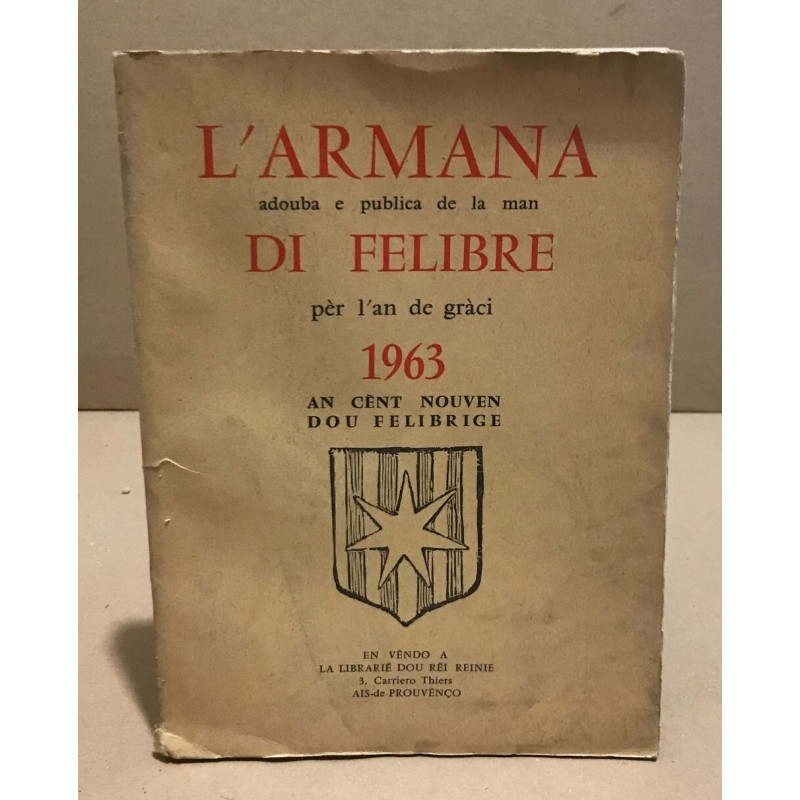 L'ARMANA
adouba e publica de la man
DI FELIBRE
pèr l'an de gràci
1963
AN CÈNT NOUVEN
DOU FELIBRIGE
EN VÈNDO A
LA LIBRARIÉ DOU RÈI REINIE
3, Carriero Thiers
AIS-de PROUVÈNÇO